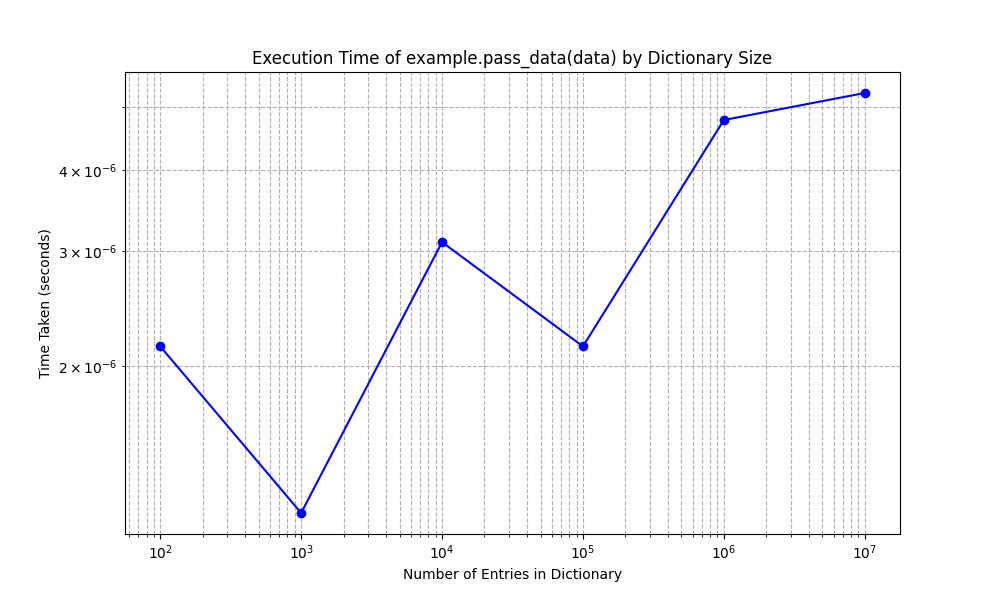 Execution Time of example.pass_data(data) by Dictionary Size
Time Taken (seconds)
4 × 10⁻⁶
3 × 10⁻⁶
2 × 10⁻⁶
10² 10³ 10⁴ 10⁵ 10⁶ 10⁷
Number of Entries in Dictionary